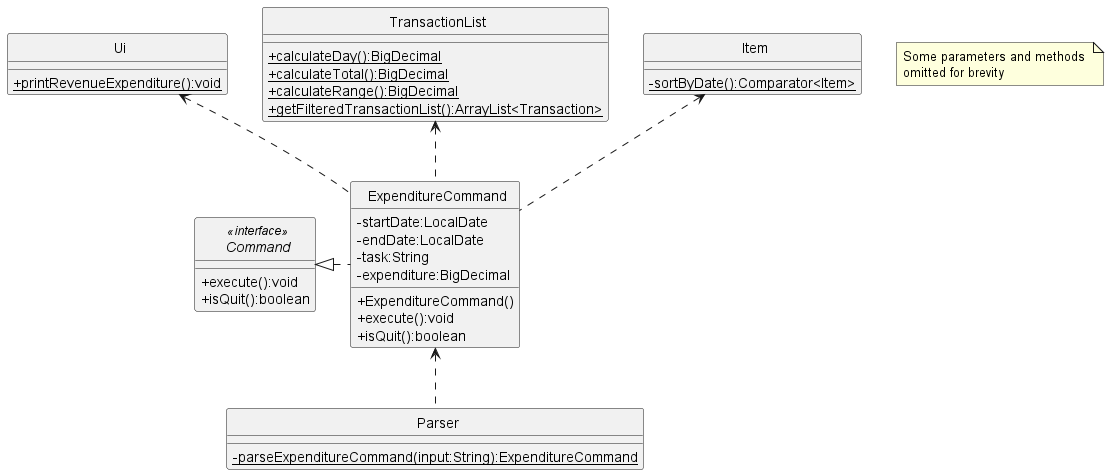 Ui
+printRevenueExpenditure():void
TransactionList
+calculateDay():BigDecimal
+calculateTotal():BigDecimal
+calculateRange():BigDecimal
+getFilteredTransactionList():ArrayList<Transaction>
Item
-sortByDate():Comparator<Item>
Some parameters and methods
omitted for brevity
«interface»
Command
+execute():void
+isQuit():boolean
ExpenditureCommand
-startDate:LocalDate
-endDate:LocalDate
-task:String
-expenditure:BigDecimal
+ExpenditureCommand()
+execute():void
+isQuit():boolean
Parser
-parseExpenditureCommand(input:String):ExpenditureCommand